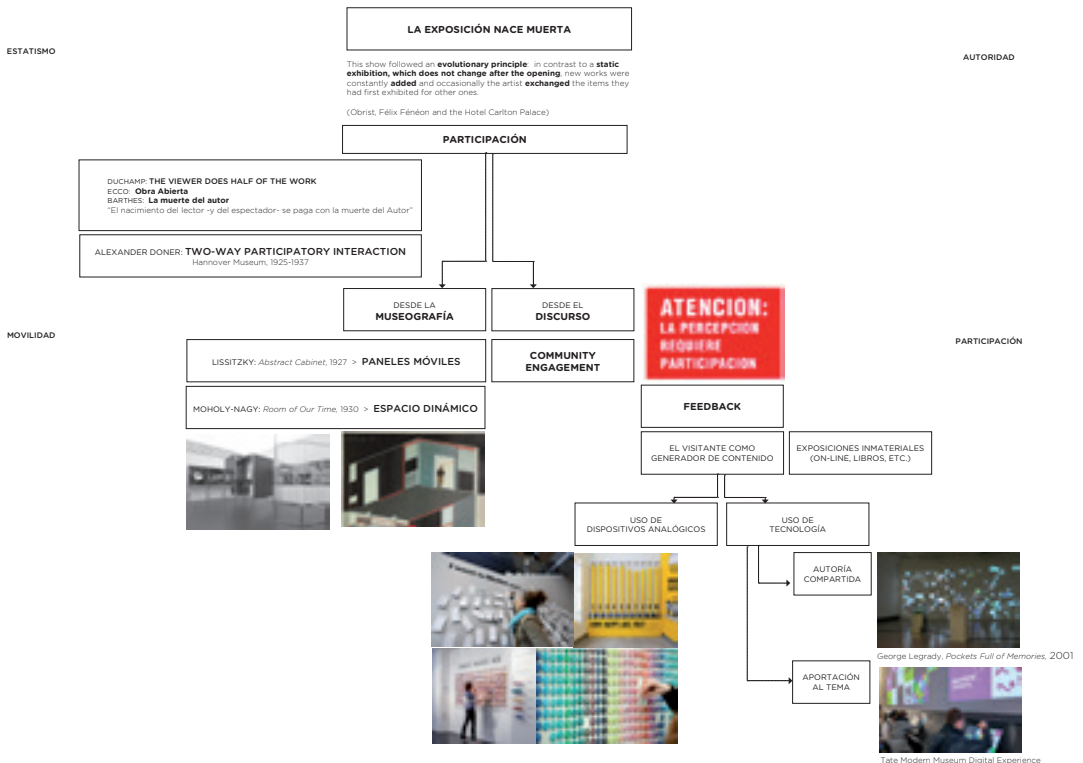 LA EXPOSICIÓN NACE MUERTA
ESTATISMO
AUTORIDAD
This show followed an evolutionary principle: in contrast to a static
exhibition, which does not change after the opening, new works were
constantly added and occasionally the artist exchanged the items they
had first exhibited for other ones.
(Obrist, Félix Fénéon and the Hotel Carlton Palace)
PARTICIPACIÓN
DUCHAMP: THE VIEWER DOES HALF OF THE WORK
ECCO: Obra Abierta
BARTHES: La muerte del autor
“El nacimiento del lector -y del espectador- se paga con la muerte del Autor”
ALEXANDER DONER: TWO-WAY PARTICIPATORY INTERACTION
Hannover Museum, 1925-1937
DESDE LA
MUSEOGRAFÍA
DESDE EL
DISCURSO
ATENCION:
LA PERCEPCION
REQUIERE
PARTICIPACION
MOVILIDAD
PARTICIPACIÓN
LISSITZKY: Abstract Cabinet, 1927 > PANELES MÓVILES
COMMUNITY
ENGAGEMENT
MOHOLY-NAGY: Room of Our Time, 1930 > ESPACIO DINÁMICO
FEEDBACK
EL VISITANTE COMO
GENERADOR DE CONTENIDO
EXPOSICIONES INMATERIALES
(ON-LINE, LIBROS, ETC.)
USO DE
DISPOSITIVOS ANALÓGICOS
USO DE
TECNOLOGÍA
AUTORÍA
COMPARTIDA
George Legrady, Pockets Full of Memories, 2001
APORTACIÓN
AL TEMA
Tate Modern Museum Digital Experience